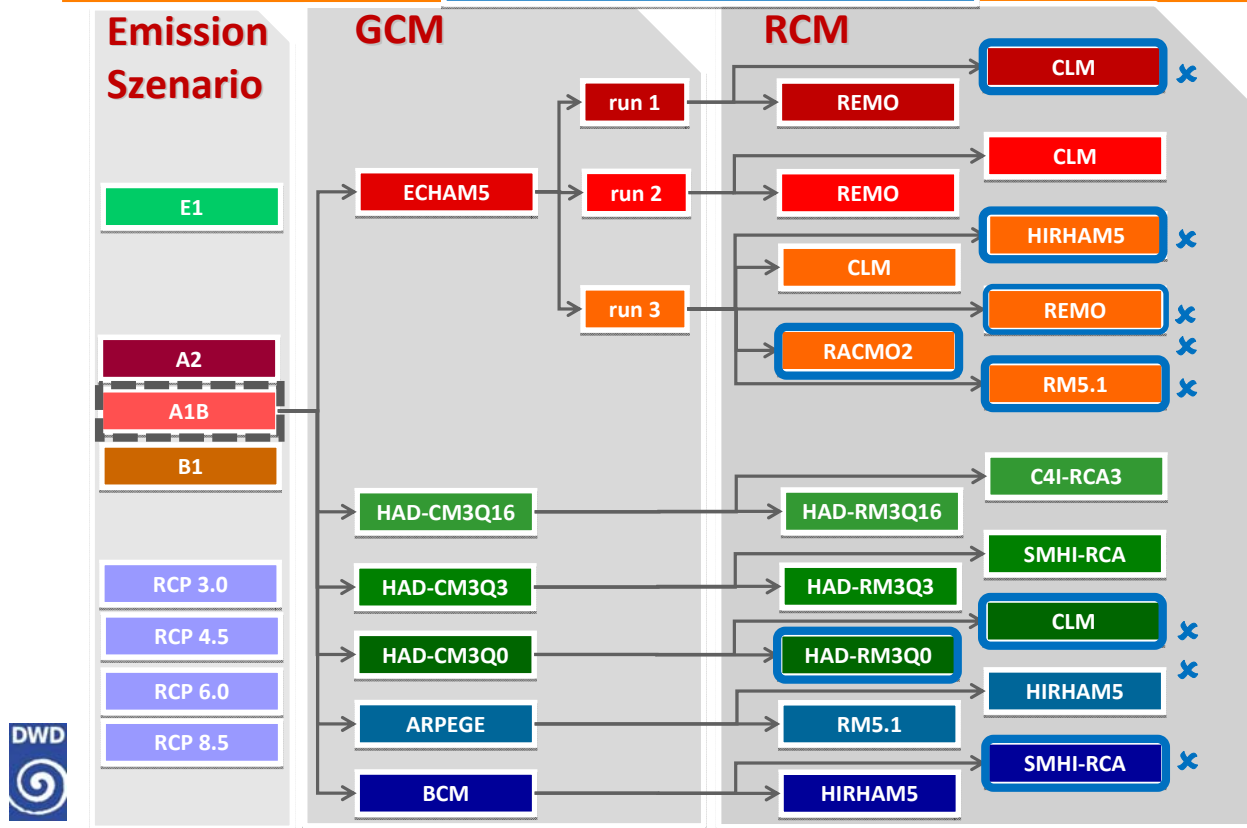 Emission
Szenario
GCM
RCM
E1
A2
A1B
B1
RCP 3.0
RCP 4.5
RCP 6.0
RCP 8.5
DWD
ECHAM5
run 1
run 2
run 3
HAD-CM3Q16
HAD-CM3Q3
HAD-CM3Q0
ARPEGE
BCM
CLM
REMO
CLM
REMO
HIRHAM5
CLM
REMO
RACMO2
RM5.1
C4I-RCA3
HAD-RM3Q16
SMHI-RCA
HAD-RM3Q3
CLM
HAD-RM3Q0
HIRHAM5
RM5.1
SMHI-RCA
HIRHAM5